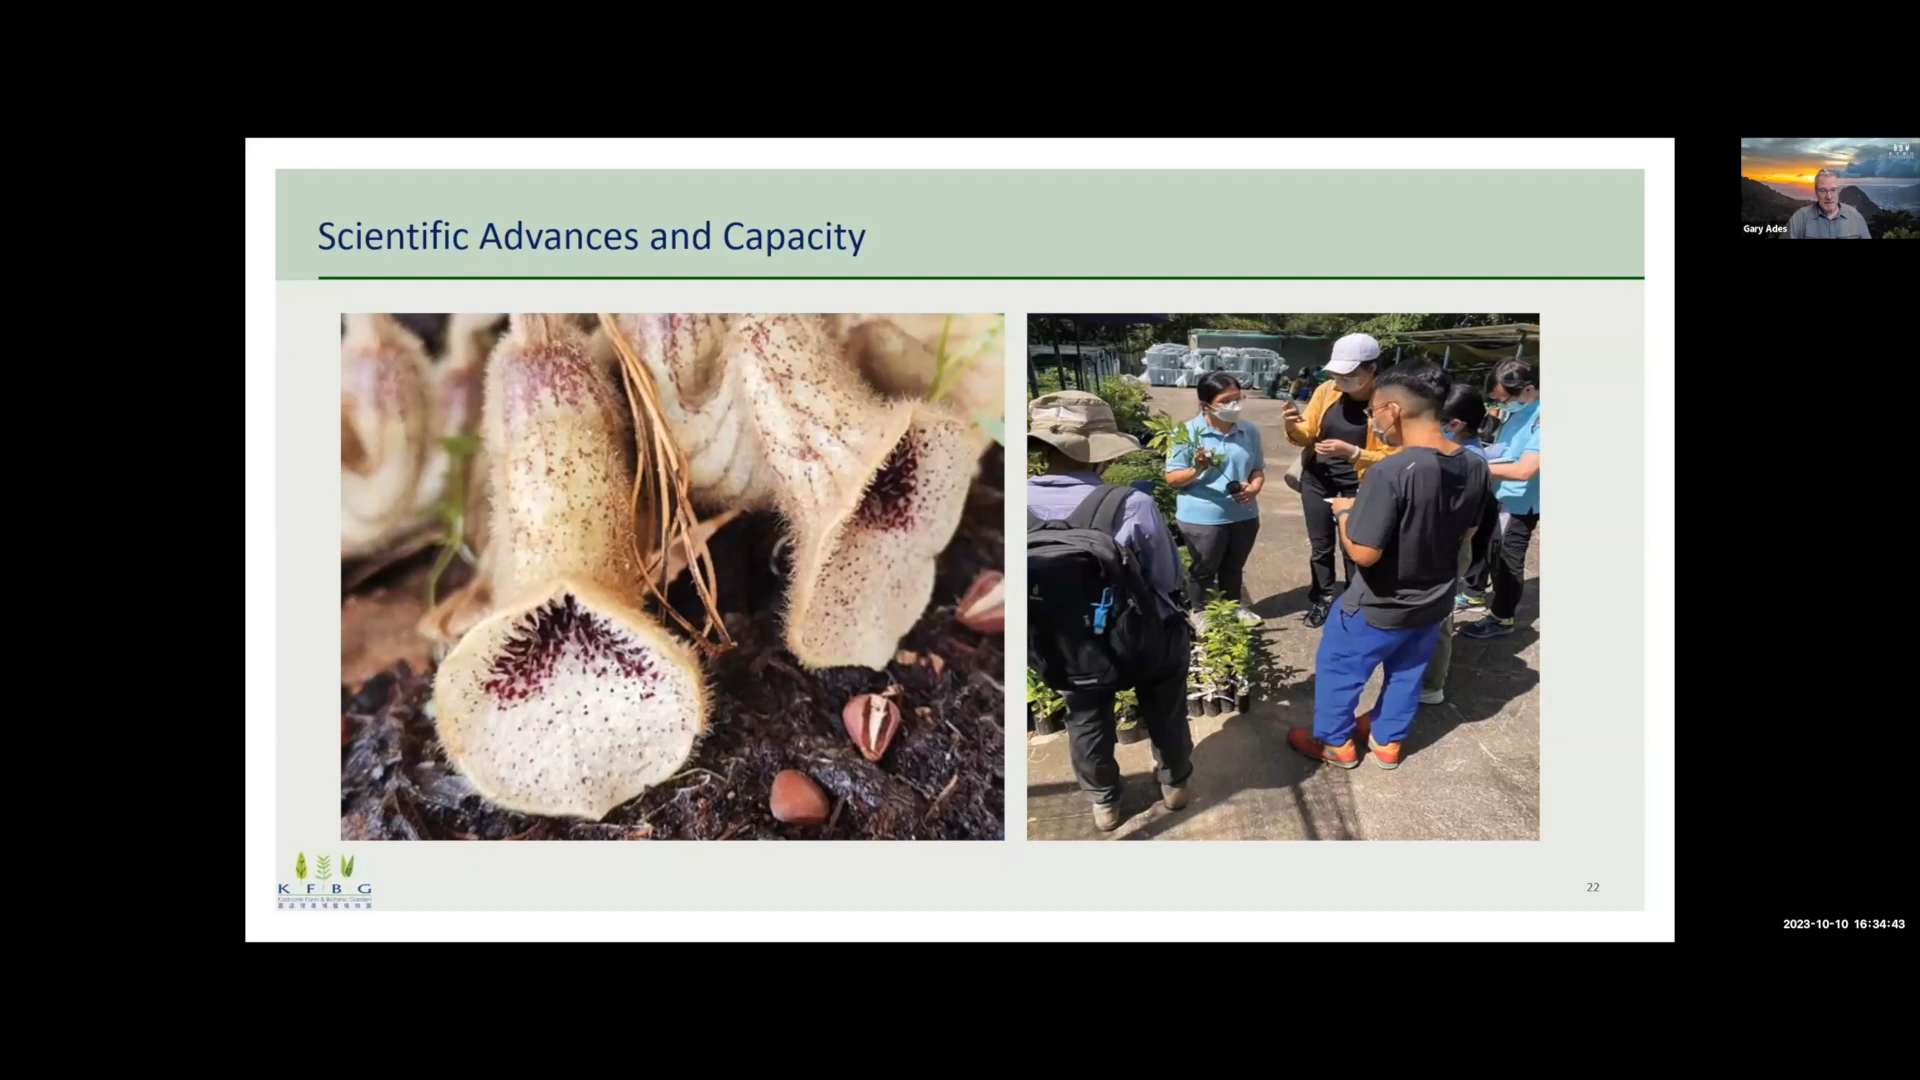 Scientific Advances and Capacity
Gary Ades
K F B G
Kadoorie Farm & Botanic Garden
嘉道理農場暨植物園
22
2023-10-10 16:34:43